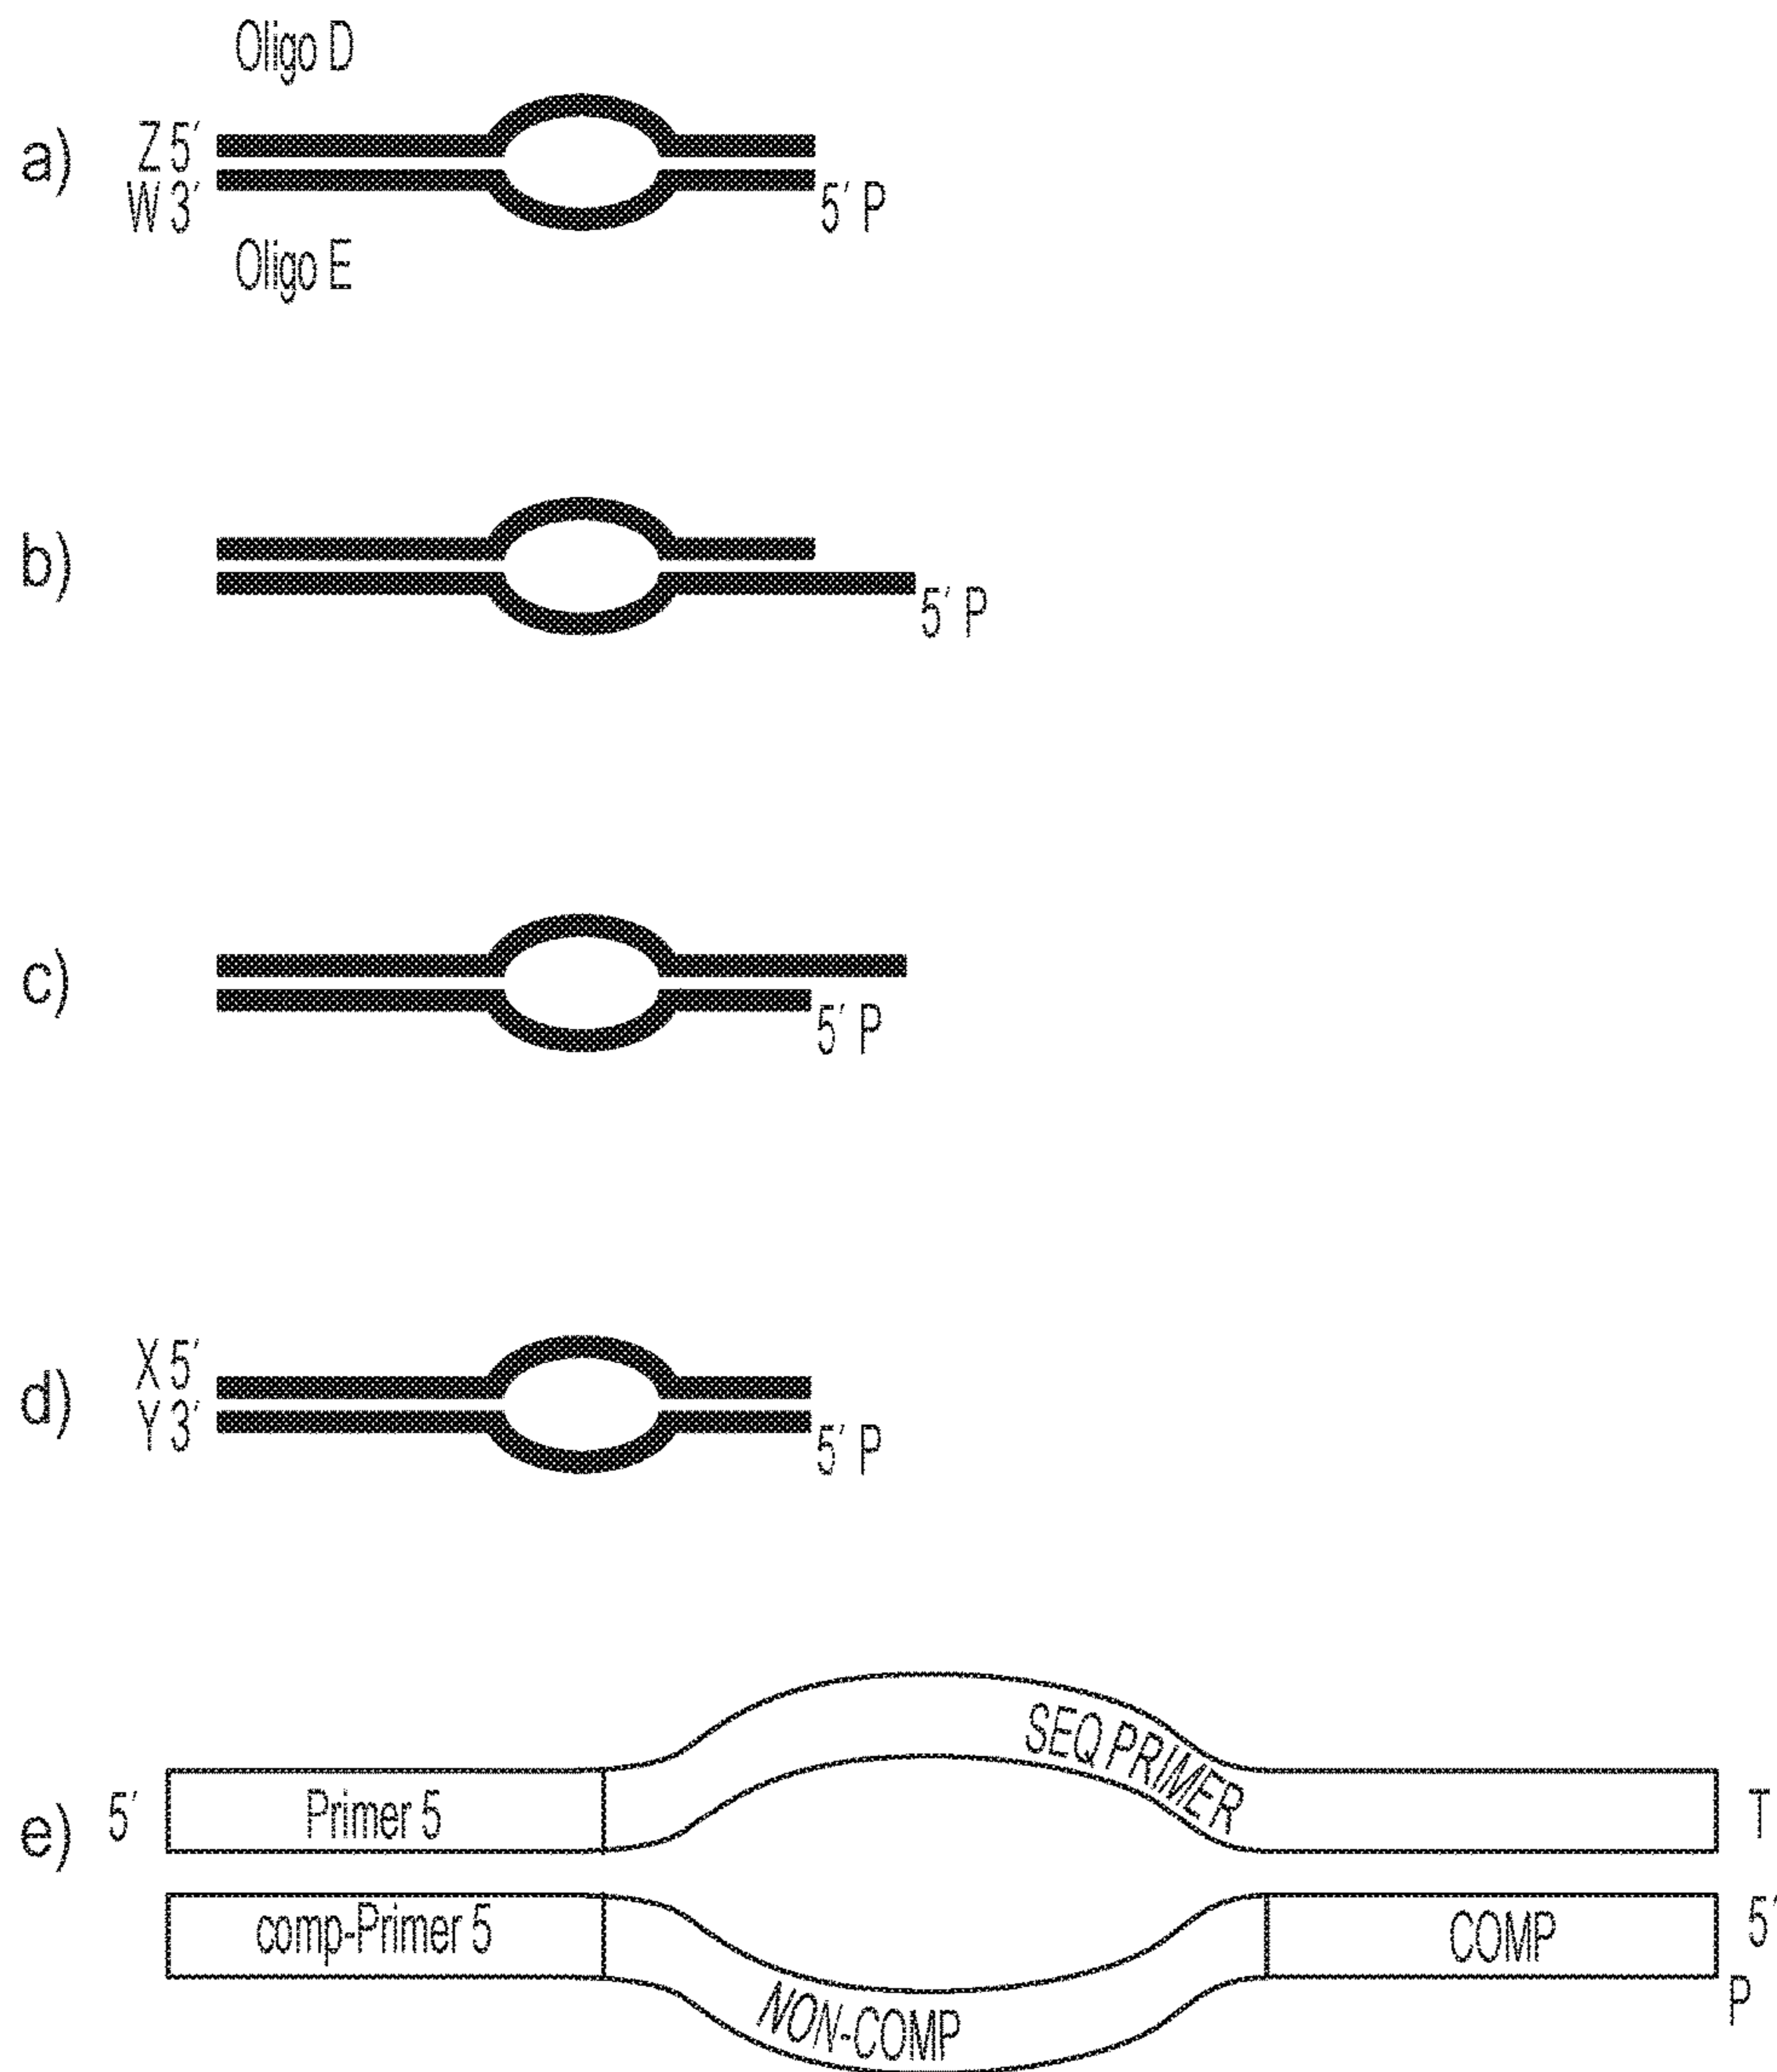 Oligo D
a) Z 5′
W 3′ 5′ P
Oligo E
b)
5′ P
c)
5′ P
X 5′
d) Y 3′
5′ P
SEQ PRIMER
e) 5′ Primer 5 T
comp-Primer 5 COMP 5′
P
NON-COMP